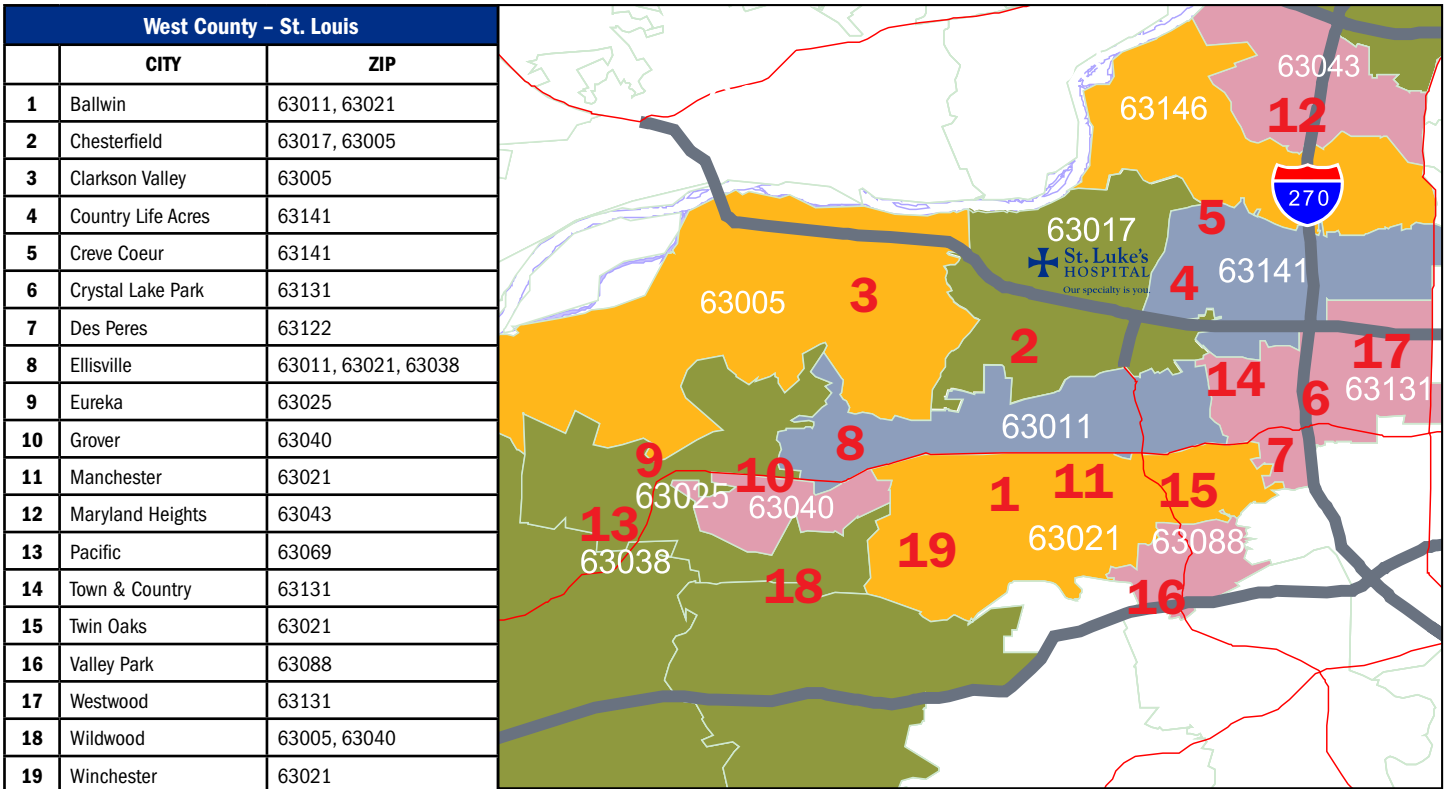 West County – St. Louis
CITY ZIP
1 Ballwin 63011, 63021
2 Chesterfield 63017, 63005
3 Clarkson Valley 63005
4 Country Life Acres 63141
5 Creve Coeur 63141
6 Crystal Lake Park 63131
7 Des Peres 63122
8 Ellisville 63011, 63021, 63038
9 Eureka 63025
10 Grover 63040
11 Manchester 63021
12 Maryland Heights 63043
13 Pacific 63069
14 Town & Country 63131
15 Twin Oaks 63021
16 Valley Park 63088
17 Westwood 63131
18 Wildwood 63005, 63040
19 Winchester 63021
63043
63146
12
270
5
63017
St. Luke's
HOSPITAL
Our specialty is you.
63141
4
3
63005
2
17
14
63131
6
63011
8
7
9
10
11
15
1
63025
63040
13
63021
63088
19
63038
18
16